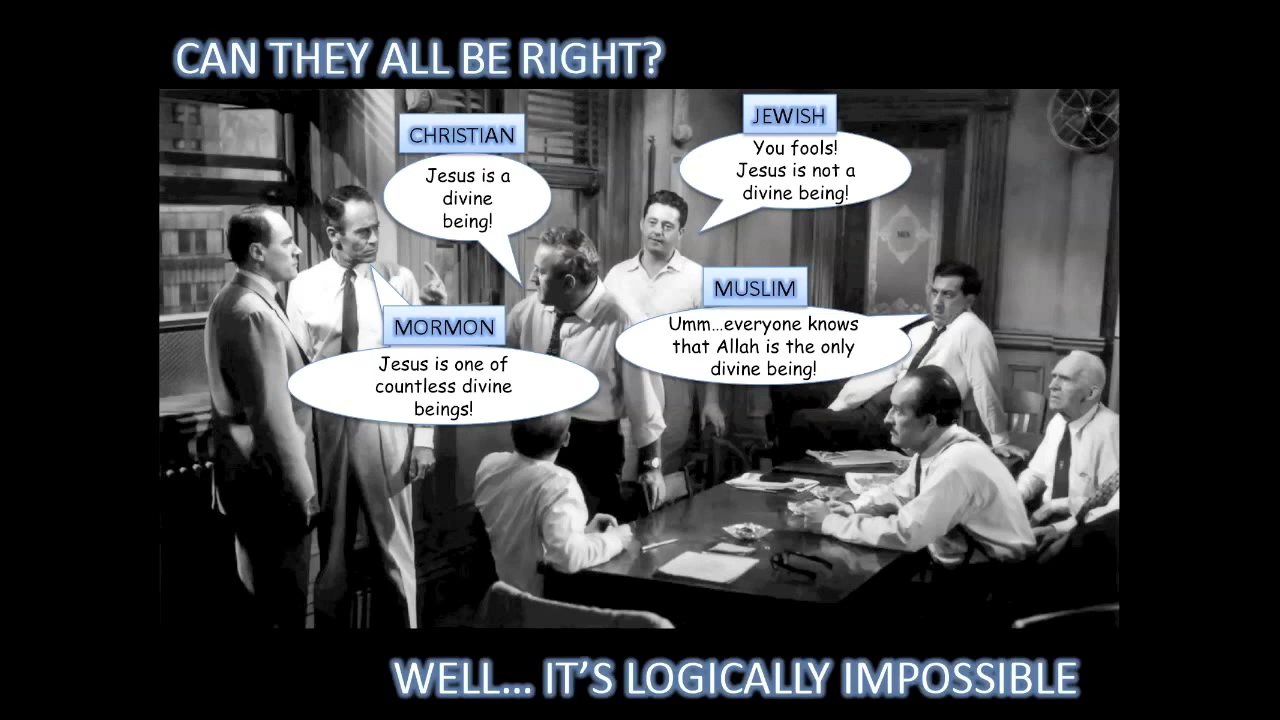 CAN THEY ALL BE RIGHT?
CHRISTIAN
Jesus is a
divine
being!
JEWISH
You fools!
Jesus is not a
divine being!
MORMON
Jesus is one of
countless divine
beings!
MUSLIM
Umm...everyone knows
that Allah is the only
divine being!
WELL... IT'S LOGICALLY IMPOSSIBLE